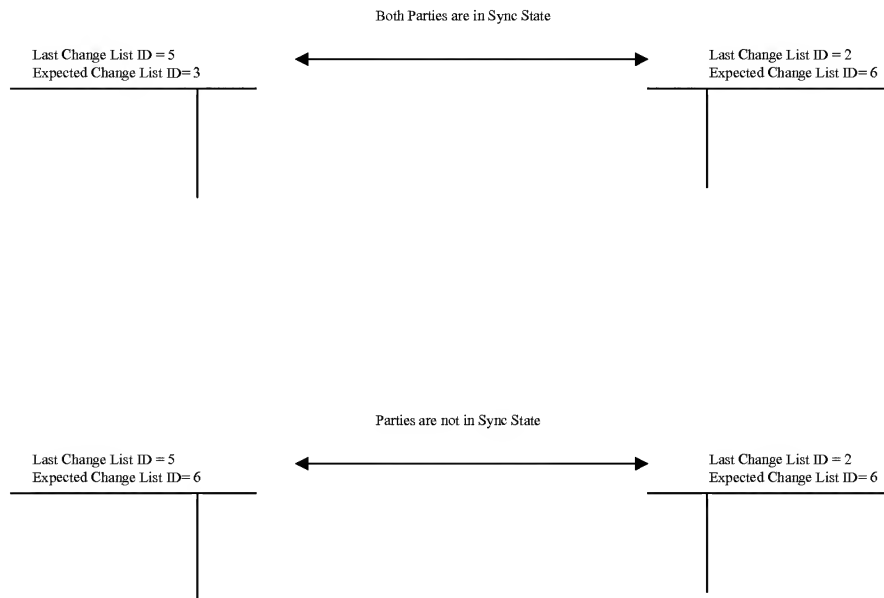 Both Parties are in Sync State
Last Change List ID = 5
Expected Change List ID= 3
Last Change List ID = 2
Expected Change List ID=6
Parties are not in Sync State
Last Change List ID = 5
Expected Change List ID= 6
Last Change List ID = 2
Expected Change List ID= 6